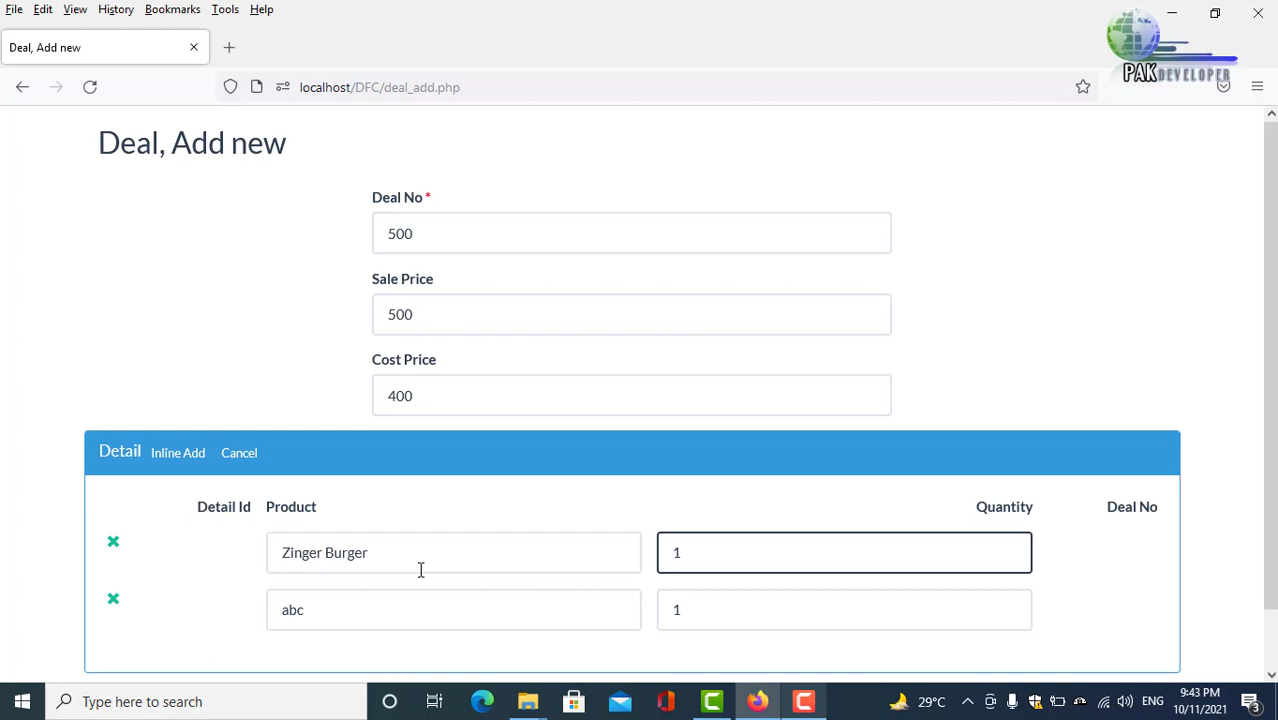 File Edit View History Bookmarks Tools Help
Deal, Add new
PAKDEVELOPER
localhost/DFC/deal_add.php
Deal, Add new
Deal No *
500
Sale Price
500
Cost Price
400
Detail Inline Add Cancel
Detail Id Product Quantity Deal No
Zinger Burger 1
abc 1
Type here to search
29°C ENG 9:43 PM 10/11/2021 3